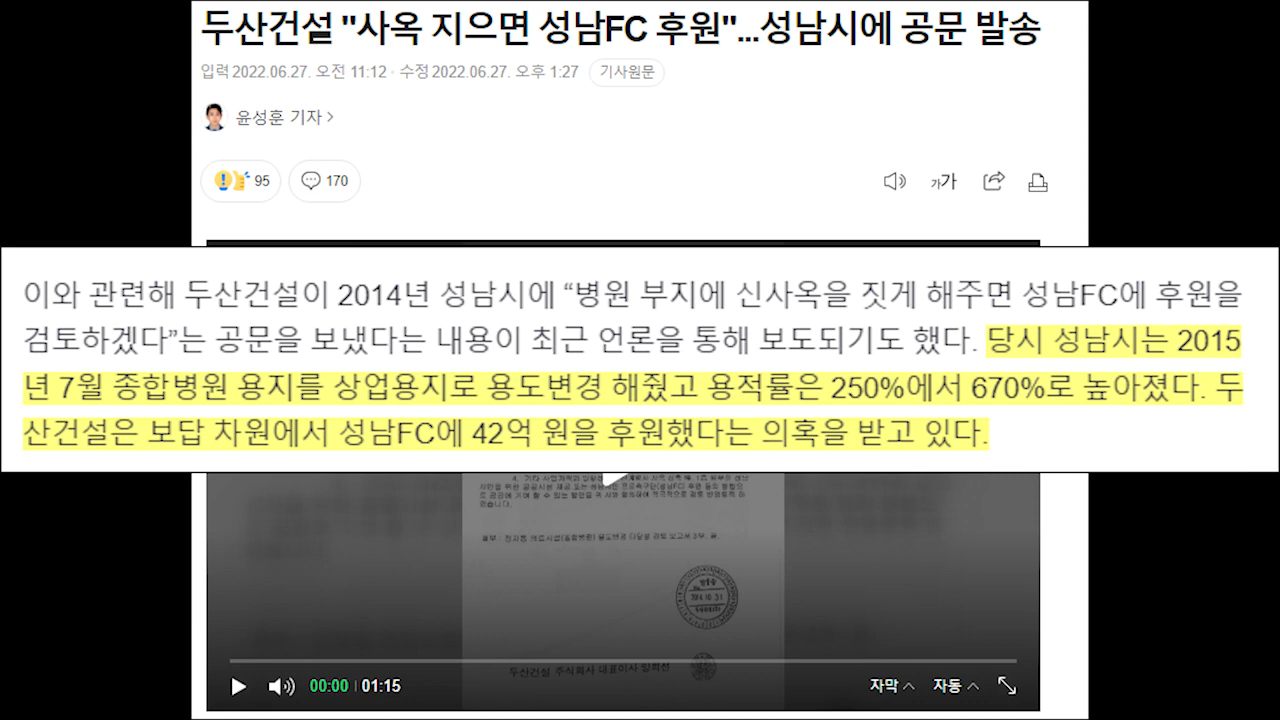 두산건설 "사옥 지으면 성남FC 후원"...성남시에 공문 발송
입력 2022.06.27. 오전 11:12 · 수정 2022.06.27. 오후 1:27 기사원문
윤성훈 기자 >
95 170 가가
이와 관련해 두산건설이 2014년 성남시에 “병원 부지에 신사옥을 짓게 해주면 성남FC에 후원을
검토하겠다”는 공문을 보냈다는 내용이 최근 언론을 통해 보도되기도 했다. 당시 성남시는 2015
년 7월 종합병원 용지를 상업용지로 용도변경 해줬고 용적률은 250%에서 670%로 높아졌다. 두
산건설은 보답 차원에서 성남FC에 42억 원을 후원했다는 의혹을 받고 있다.
2014.10.31
두산건설 주식회사 대표이사
00:00 01:15 자막 자동